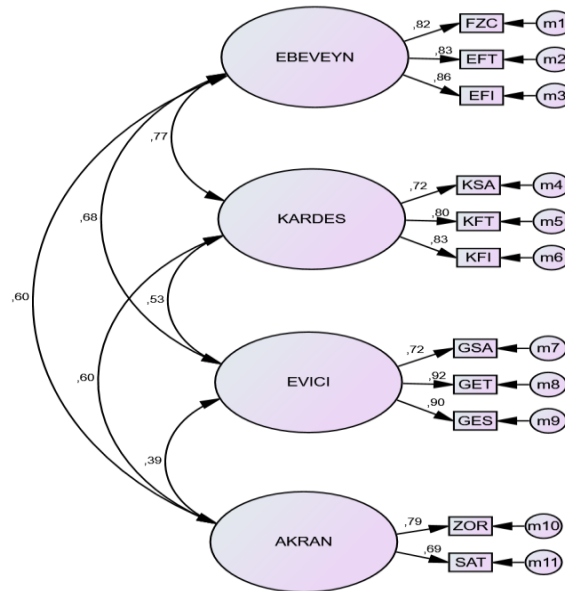 ,82
FZC
m1
EBEVEYN
,83
EFT
m2
,86
EFI
m3
,77
,72
KSA
m4
,68
KARDES
,80
KFT
m5
,83
KFI
m6
,60
,53
,60
,72
GSA
m7
EVICI
,92
GET
m8
,90
GES
m9
,39
,79
ZOR
m10
AKRAN
,69
SAT
m11